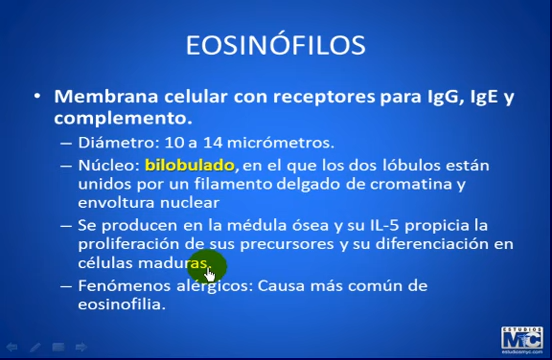 EOSINÓFILOS
• Membrana celular con receptores para IgG, IgE y
complemento.
– Diámetro: 10 a 14 micrómetros.
– Núcleo: bilobulado, en el que los dos lóbulos están
unidos por un filamento delgado de cromatina y
envoltura nuclear
– Se producen en la médula ósea y su IL-5 propicia la
proliferación de sus precursores y su diferenciación en
células maduras.
– Fenómenos alérgicos: Causa más común de
eosinofilia.
ESTUDIOS
MyC
estudiosmyc.com